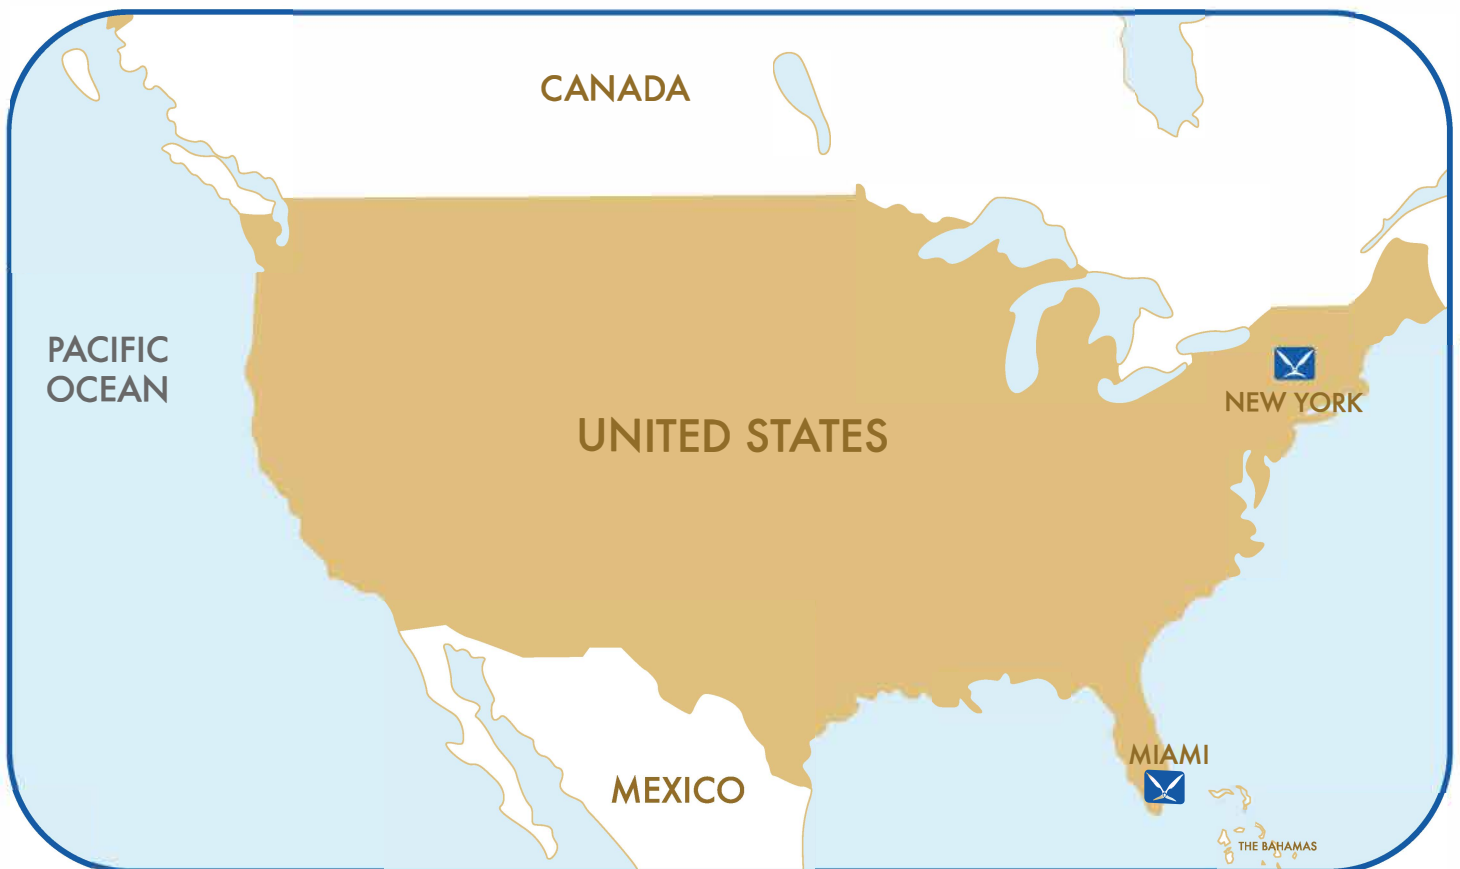 CANADA
PACIFIC
OCEAN
NEW YORK
UNITED STATES
MIAMI
MEXICO
THE BAHAMAS